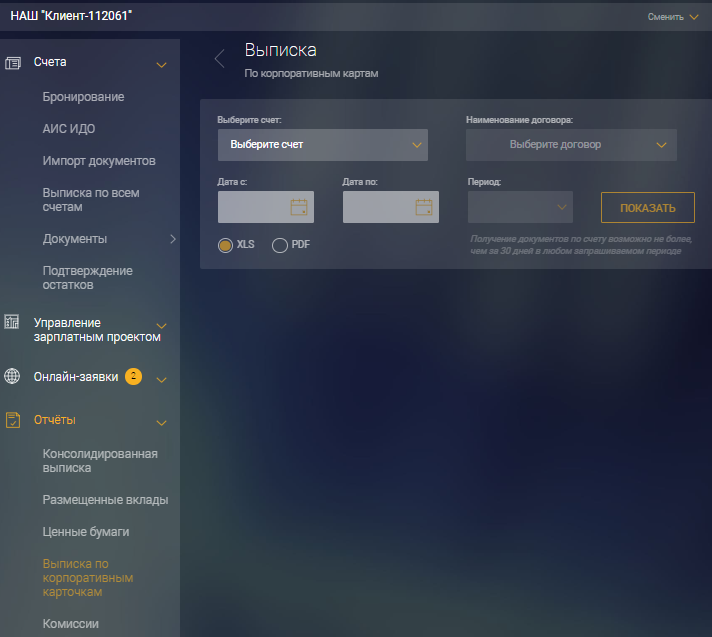 НАШ "Клиент-112061"
Сменить
Счета
Бронирование
АИС ИДО
Импорт документов
Выписка по всем
счетам
Документы
Подтверждение
остатков
Управление
зарплатным проектом
Онлайн-заявки 2
Отчёты
Консолидированная
выписка
Размещенные вклады
Ценные бумаги
Выписка по
корпоративным
карточкам
Комиссии
Выписка
По корпоративным картам
Выберите счет:
Наименование договора:
Выберите счет
Выберите договор
Дата с:
Дата по:
Период:
ПОКАЗАТЬ
XLS
PDF
Получение документов по счету возможно не более,
чем за 30 дней в любом запрашиваемом периоде